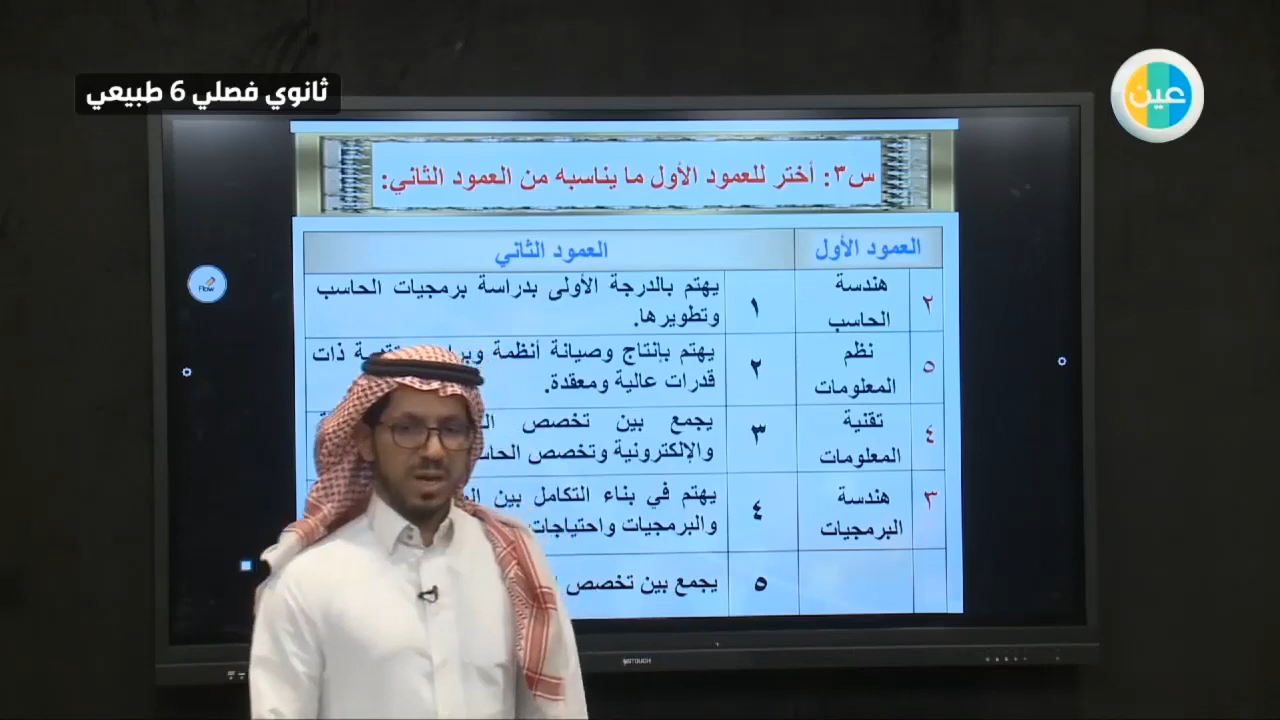 ثانوي فصلي 6 طبيعي
عين
س٣: أختر للعمود الأول ما يناسبه من العمود الثاني:
العمود الأول
العمود الثاني
٢
هندسة
الحاسب
١
يهتم بالدرجة الأولى بدراسة برمجيات الحاسب
وتطويرها.
٥
نظم
المعلومات
٢
يهتم بإنتاج وصيانة أنظمة ذات
قدرات عالية ومعقدة.
٤
تقنية
المعلومات
٣
يجمع بين تخصص
والإلكترونية وتخصص
٣
هندسة
البرمجيات
٤
يهتم في بناء التكامل بين
والبرمجيات واحتياجات
٥
يجمع بين تخصص
Flow